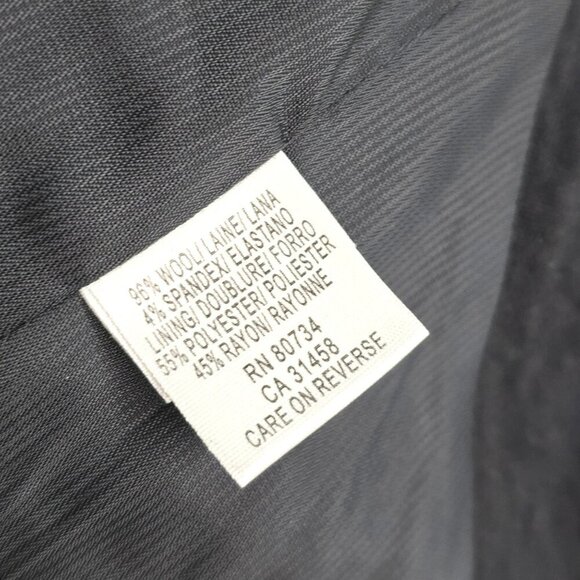 96% WOOL/ LAINE/ LANA
4% SPANDEX/ ELASTANO
LINING/ DOUBLURE/ FORRO
55% POLYESTER/ POLIESTER
45% RAYON/ RAYONNE
RN 80734
CA 31458
CARE ON REVERSE